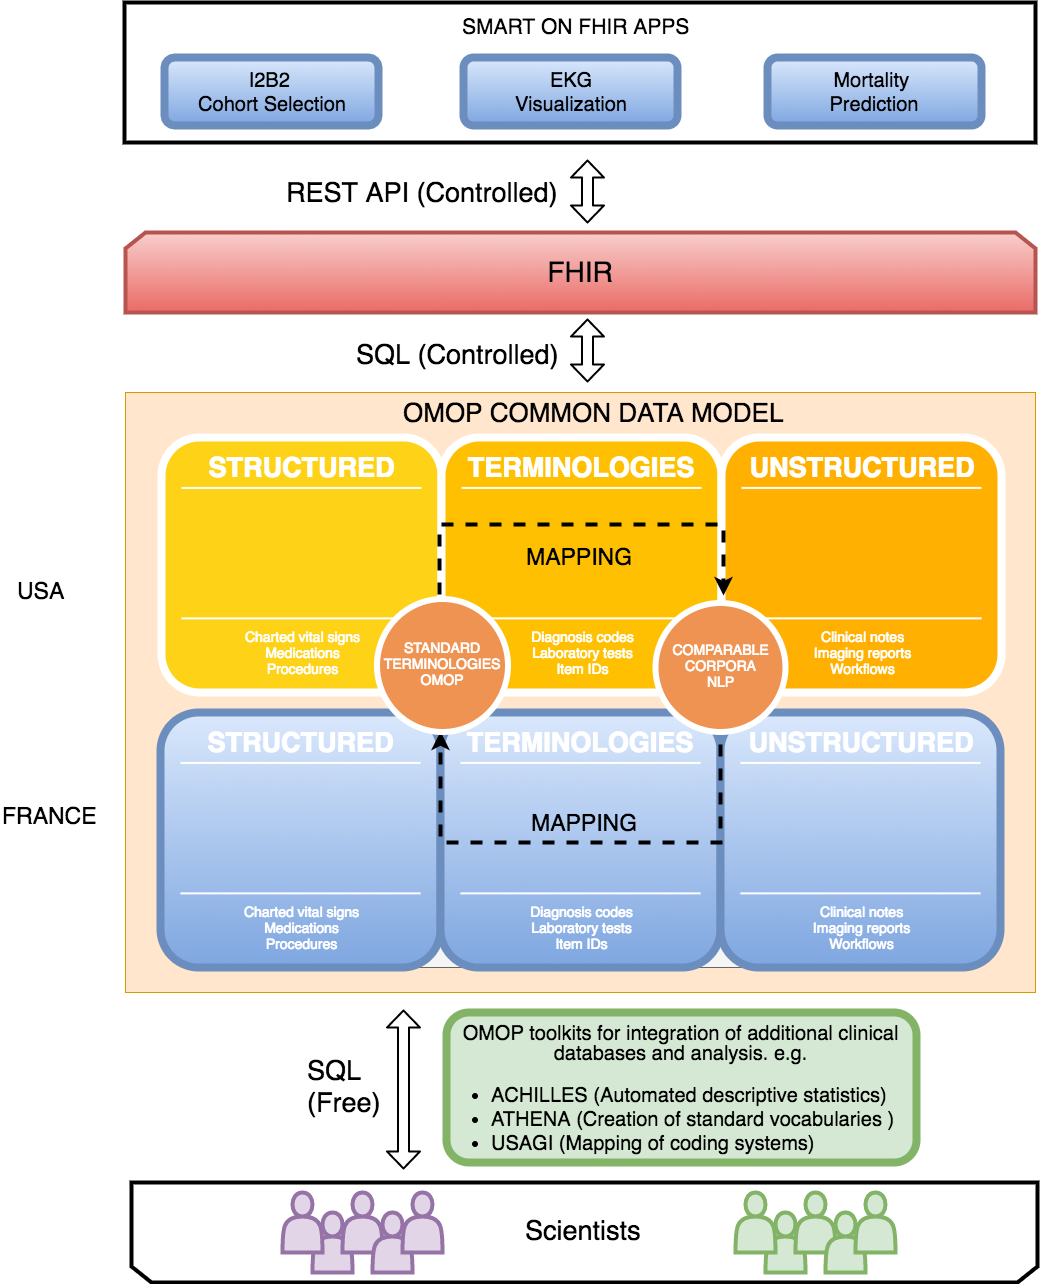 SMART ON FHIR APPS
I2B2
Cohort Selection
EKG
Visualization
Mortality
Prediction
REST API (Controlled)
FHIR
SQL (Controlled)
OMOP COMMON DATA MODEL
USA
STRUCTURED
TERMINOLOGIES
UNSTRUCTURED
MAPPING
Charted vital signs
Medications
Procedures
STANDARD
TERMINOLOGIES
OMOP
Diagnosis codes
Laboratory tests
Item IDs
COMPARABLE
CORPORA
NLP
Clinical notes
Imaging reports
Workflows
FRANCE
STRUCTURED
TERMINOLOGIES
UNSTRUCTURED
MAPPING
Charted vital signs
Medications
Procedures
Diagnosis codes
Laboratory tests
Item IDs
Clinical notes
Imaging reports
Workflows
SQL
(Free)
OMOP toolkits for integration of additional clinical
databases and analysis. e.g.
• ACHILLES (Automated descriptive statistics)
• ATHENA (Creation of standard vocabularies )
• USAGI (Mapping of coding systems)
Scientists